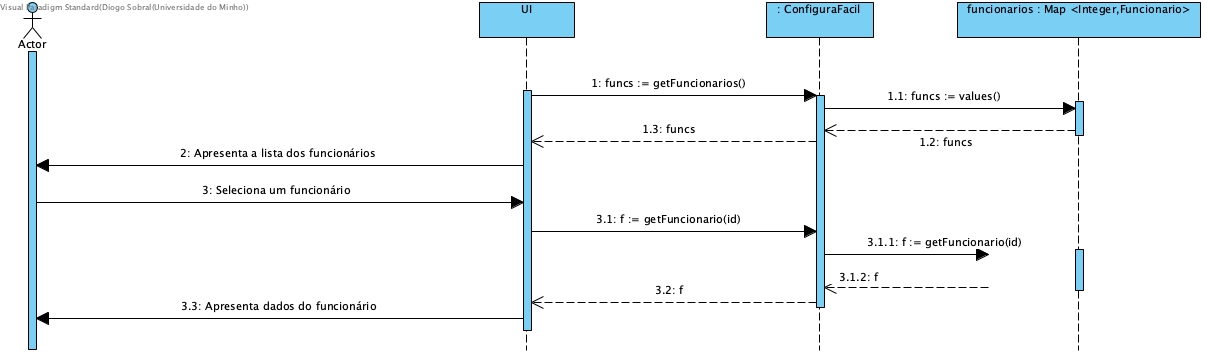 Visual Paradigm Standard(Diogo Sobral(Universidade do Minho))
Actor
UI
: ConfiguraFacil
funcionarios : Map <Integer,Funcionario>
1: funcs := getFuncionarios()
1.1: funcs := values()
1.2: funcs
1.3: funcs
2: Apresenta a lista dos funcionários
3: Seleciona um funcionário
3.1: f := getFuncionario(id)
3.1.1: f := getFuncionario(id)
3.1.2: f
3.2: f
3.3: Apresenta dados do funcionário